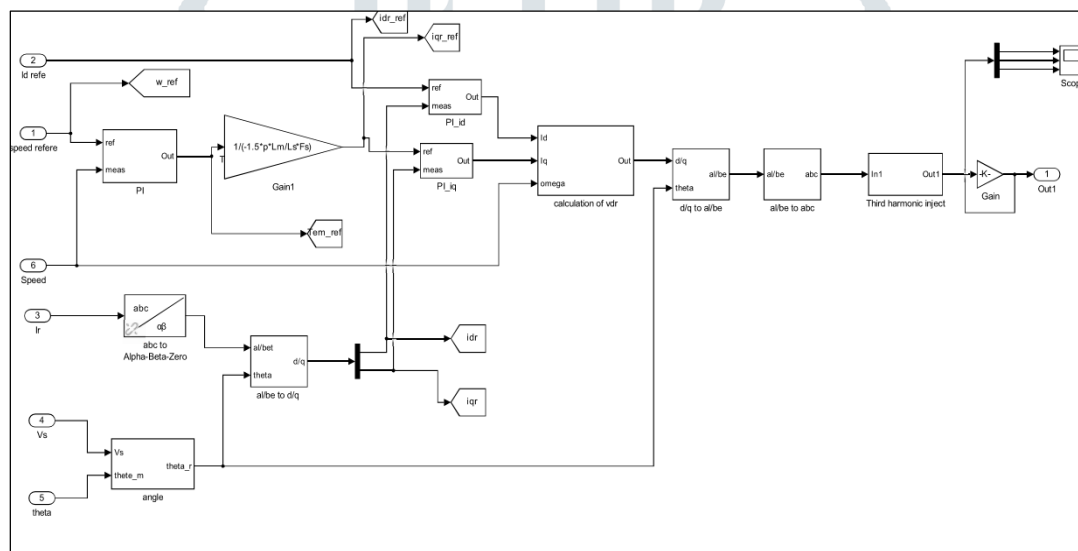 idr_ref
iqr_ref
2
Id refe
w_ref
1
speed refere
ref
meas
Out
PI
T
1/(-1.5*p*Lm/Ls*Fs)
Gain1
Tem_ref
ref
meas
Out
PI_id
ref
meas
Out
PI_iq
Id
Iq
omega
Out
calculation of vdr
d/q
theta
al/be
d/q to al/be
al/be
abc
al/be to abc
In1
Out1
Third harmonic inject
-K-
Gain
1
Out1
Scop
6
Speed
3
Ir
abc
αβ
abc to
Alpha-Beta-Zero
al/bet
theta
d/q
al/be to d/q
idr
iqr
4
Vs
Vs
thete_m
theta_r
angle
5
theta